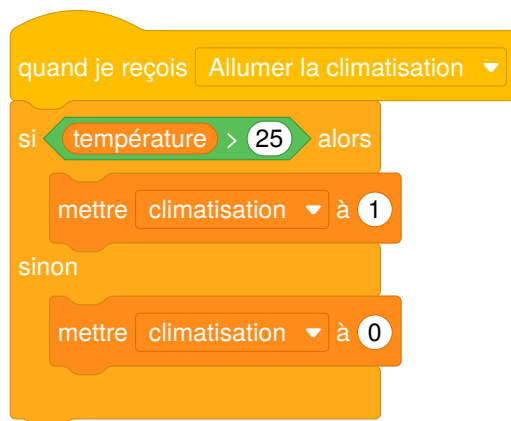 quand je reçois Allumer la climatisation
si température > 25 alors
mettre climatisation à 1
sinon
mettre climatisation à 0